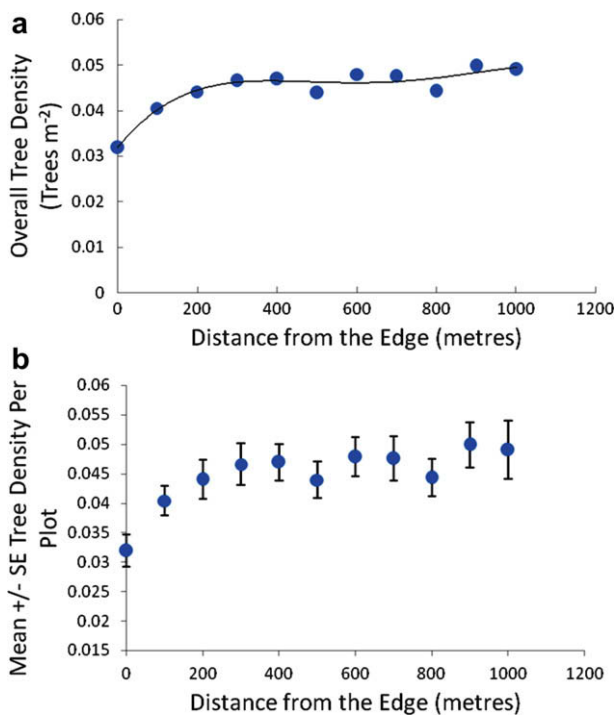 a
Overall Tree Density
(Trees m⁻²)
0.06
0.05
0.04
0.03
0.02
0.01
0
0 200 400 600 800 1000 1200
Distance from the Edge (metres)
b
Mean +/- SE Tree Density Per
Plot
0.06
0.055
0.05
0.045
0.04
0.035
0.03
0.025
0.02
0.015
0 200 400 600 800 1000 1200
Distance from the Edge (metres)